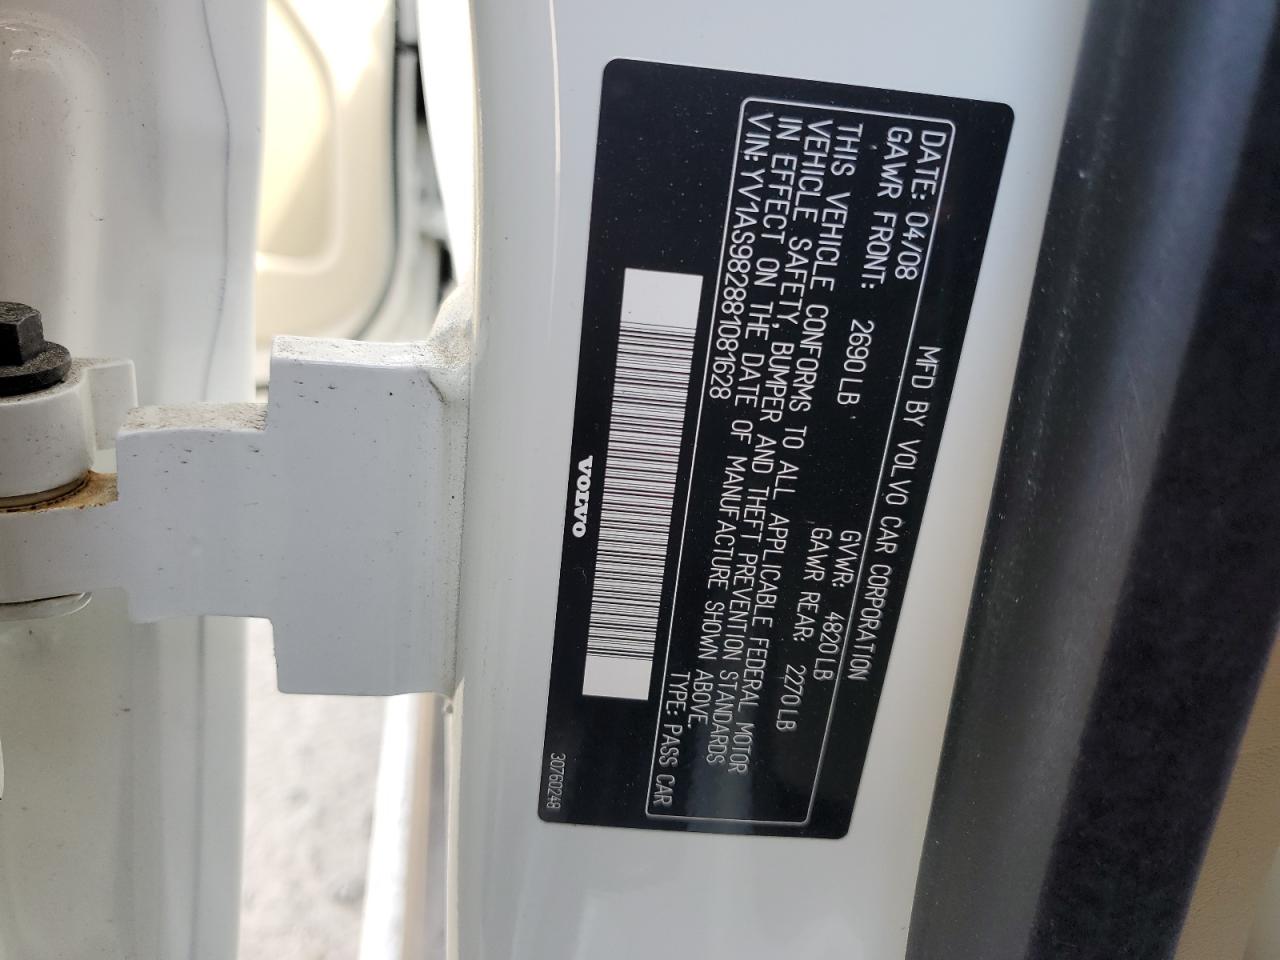 DATE: 04/08 MFD BY VOLVO CAR CORPORATION
GAWR FRONT: 2690 LB GVWR: 4820 LB
GAWR REAR: 2270 LB
THIS VEHICLE CONFORMS TO ALL APPLICABLE FEDERAL MOTOR
VEHICLE SAFETY, BUMPER AND THEFT PREVENTION STANDARDS
IN EFFECT ON THE DATE OF MANUFACTURE SHOWN ABOVE.
VIN: YV1AS982881081628 TYPE: PASS CAR
VOLVO
30760248